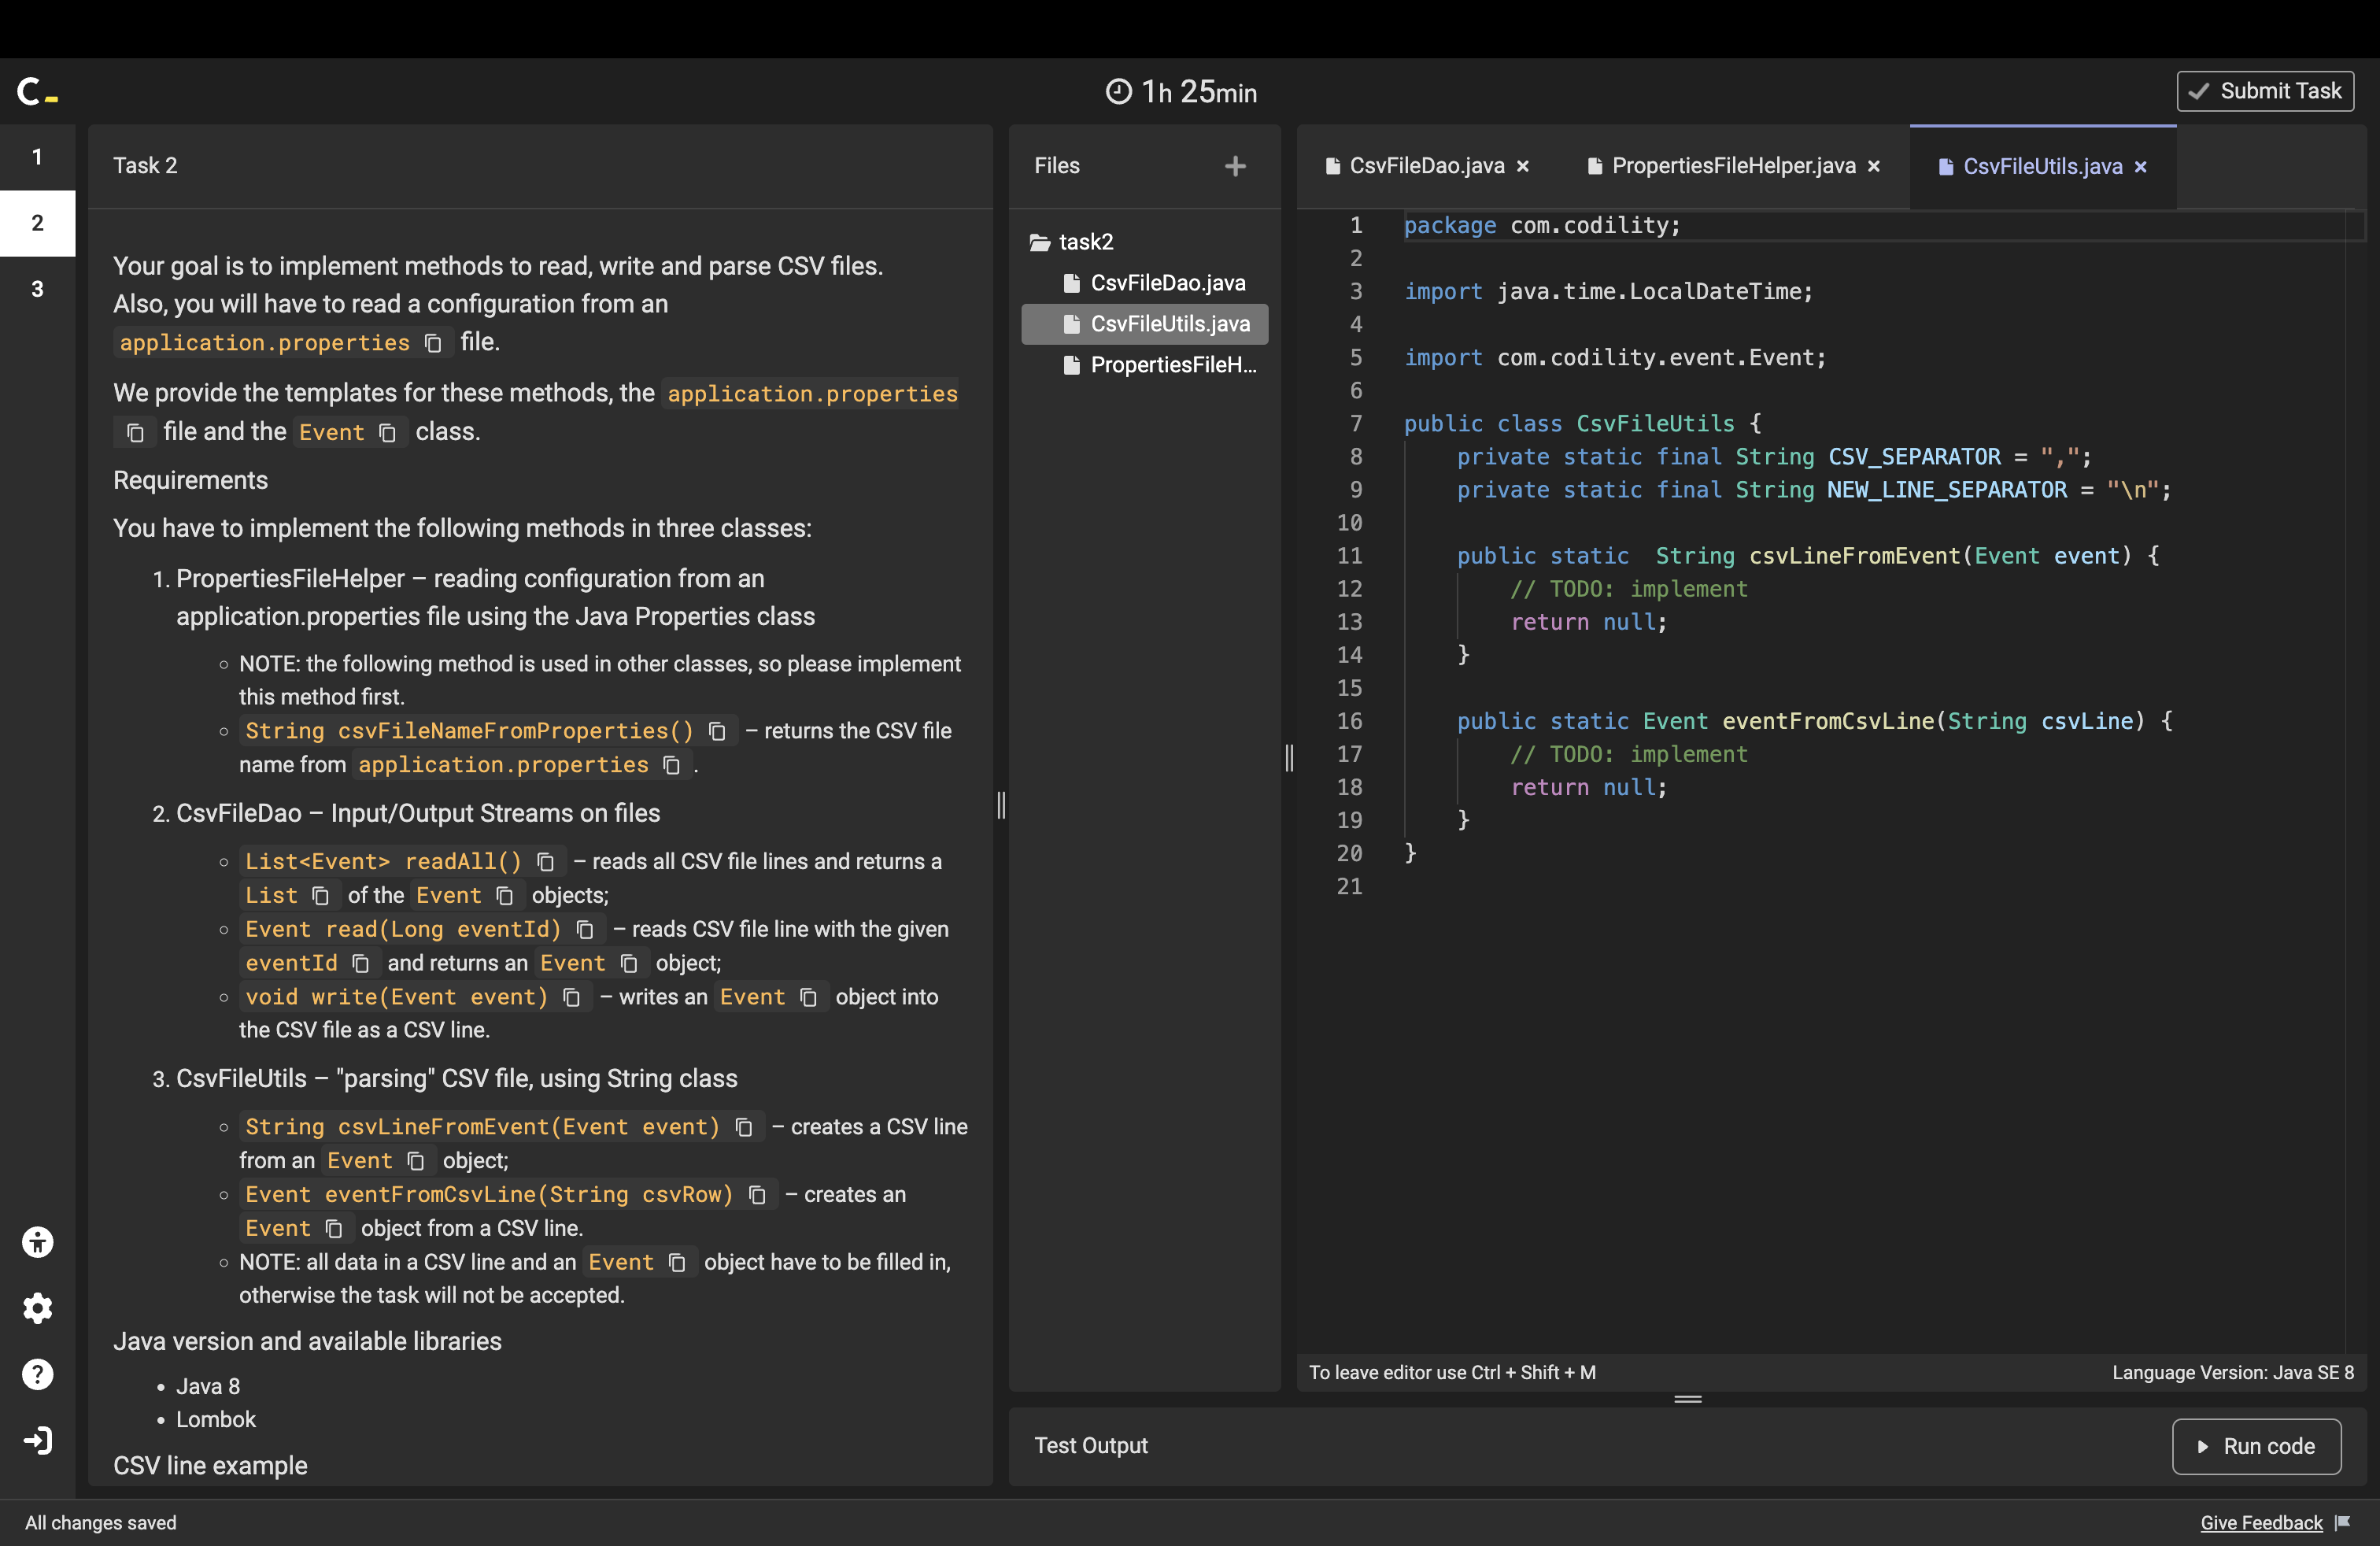 C_
1h 25min
Submit Task
1
2
3
Task 2
Your goal is to implement methods to read, write and parse CSV files.
Also, you will have to read a configuration from an
application.properties file.
We provide the templates for these methods, the application.properties
file and the Event class.
Requirements
You have to implement the following methods in three classes:
1. PropertiesFileHelper – reading configuration from an
application.properties file using the Java Properties class
NOTE: the following method is used in other classes, so please implement
this method first.
String csvFileNameFromProperties() – returns the CSV file
name from application.properties .
2. CsvFileDao – Input/Output Streams on files
List<Event> readAll() – reads all CSV file lines and returns a
List of the Event objects;
Event read(Long eventId) – reads CSV file line with the given
eventId and returns an Event object;
void write(Event event) – writes an Event object into
the CSV file as a CSV line.
3. CsvFileUtils – "parsing" CSV file, using String class
String csvLineFromEvent(Event event) – creates a CSV line
from an Event object;
Event eventFromCsvLine(String csvRow) – creates an
Event object from a CSV line.
NOTE: all data in a CSV line and an Event object have to be filled in,
otherwise the task will not be accepted.
Java version and available libraries
Java 8
Lombok
CSV line example
Files
task2
CsvFileDao.java
CsvFileUtils.java
PropertiesFileH...
CsvFileDao.java
PropertiesFileHelper.java
CsvFileUtils.java
1 package com.codility;
2
3 import java.time.LocalDateTime;
4
5 import com.codility.event.Event;
6
7 public class CsvFileUtils {
8 private static final String CSV_SEPARATOR = ",";
9 private static final String NEW_LINE_SEPARATOR = "\n";
10
11 public static  String csvLineFromEvent(Event event) {
12 // TODO: implement
13 return null;
14 }
15
16 public static Event eventFromCsvLine(String csvLine) {
17 // TODO: implement
18 return null;
19 }
20 }
21
To leave editor use Ctrl + Shift + M
Language Version: Java SE 8
Test Output
Run code
All changes saved
Give Feedback